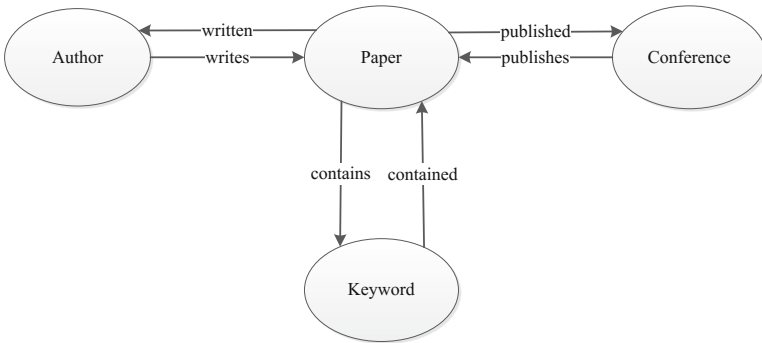 written
published
Author
writes
Paper
publishes
Conference
contains
contained
Keyword